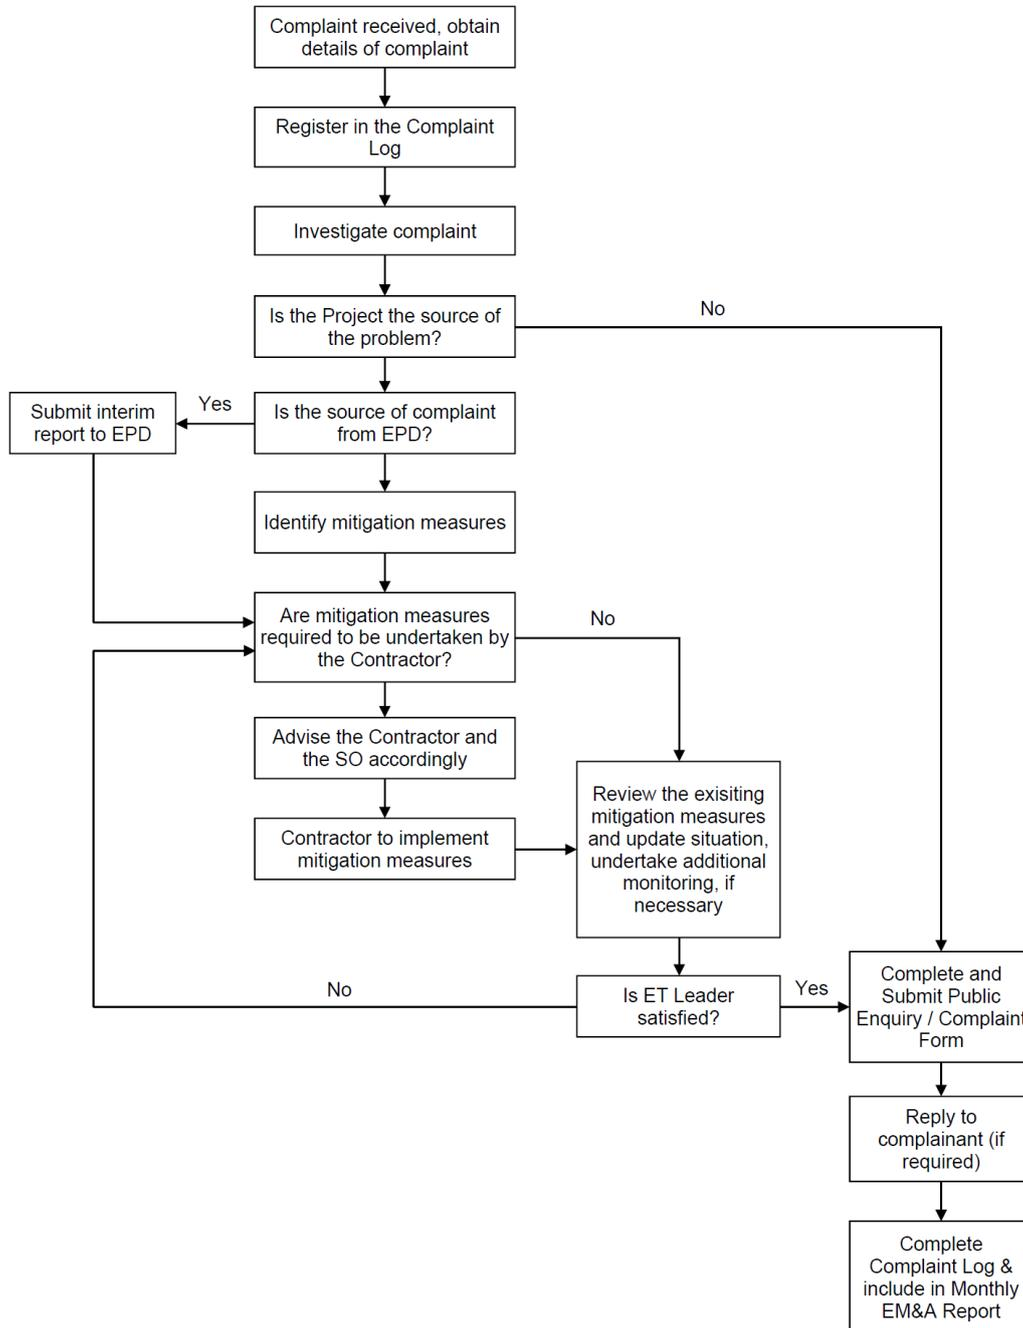 Complaint received, obtain
details of complaint
Register in the Complaint
Log
Investigate complaint
Is the Project the source of
the problem?
No
Submit interim
report to EPD
Yes
Is the source of complaint
from EPD?
Identify mitigation measures
Are mitigation measures
required to be undertaken by
the Contractor?
No
Advise the Contractor and
the SO accordingly
Contractor to implement
mitigation measures
Review the exisiting
mitigation measures
and update situation,
undertake additional
monitoring, if
necessary
No
Is ET Leader
satisfied?
Yes
Complete and
Submit Public
Enquiry / Complaint
Form
Reply to
complainant (if
required)
Complete
Complaint Log &
include in Monthly
EM&A Report